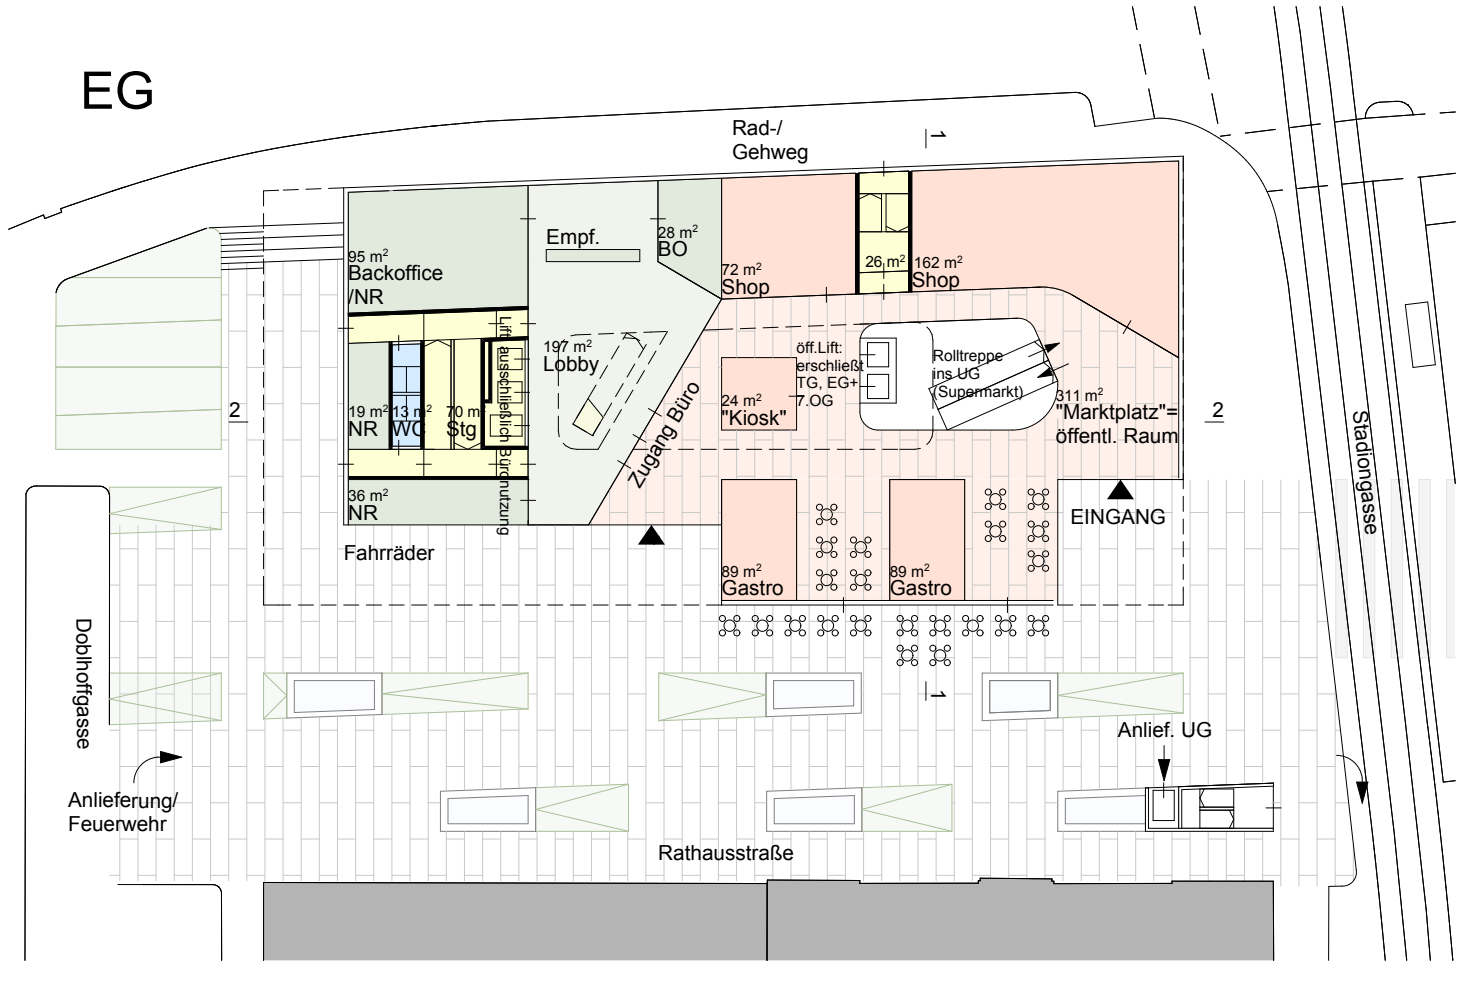 EG
Rad-/
Gehweg
1
95 m²
Backoffice
/NR
Empf.
28 m²
BO
72 m²
Shop
26 m²
162 m²
Shop
Lift ausschließlich Büronutzung
197 m²
Lobby
öff.Lift:
erschließt
TG, EG+
7.OG
Rolltreppe
ins UG
(Supermarkt)
24 m²
"Kiosk"
311 m²
"Marktplatz"=
öffentl. Raum
2
19 m²
NR
13 m²
WC
70 m²
Stg
Zugang Büro
2
Stadiongasse
36 m²
NR
EINGANG
Fahrräder
89 m²
Gastro
89 m²
Gastro
Doblhoffgasse
1
Anlief. UG
Anlieferung/
Feuerwehr
Rathausstraße